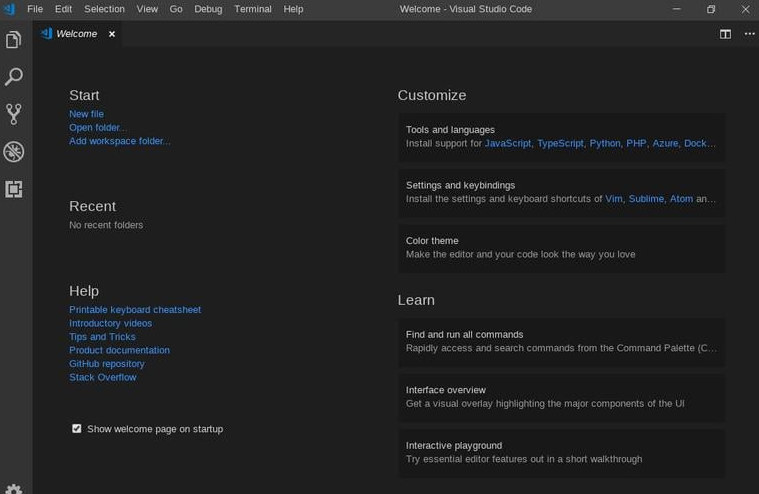 File Edit Selection View Go Debug Terminal Help
Welcome - Visual Studio Code
Welcome
Start
New file
Open folder...
Add workspace folder...
Recent
No recent folders
Help
Printable keyboard cheatsheet
Introductory videos
Tips and Tricks
Product documentation
GitHub repository
Stack Overflow
Show welcome page on startup
Customize
Tools and languages
Install support for JavaScript, TypeScript, Python, PHP, Azure, Dock...
Settings and keybindings
Install the settings and keyboard shortcuts of Vim, Sublime, Atom an...
Color theme
Make the editor and your code look the way you love
Learn
Find and run all commands
Rapidly access and search commands from the Command Palette (C...
Interface overview
Get a visual overlay highlighting the major components of the UI
Interactive playground
Try essential editor features out in a short walkthrough